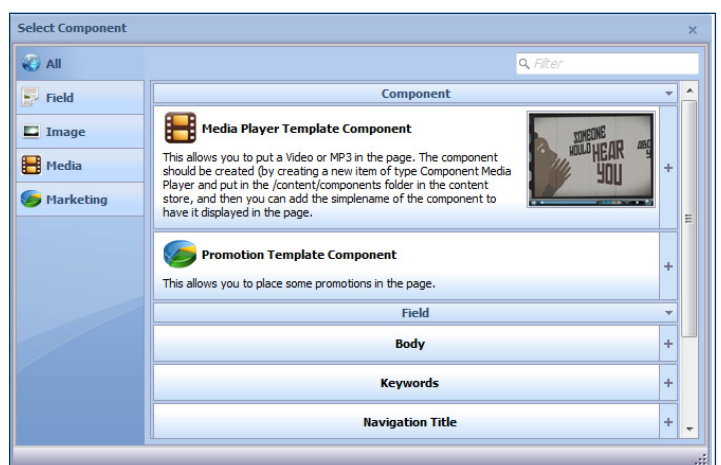 Select Component
All
Filter
Field
Image
Media
Marketing
Component
Media Player Template Component
This allows you to put a Video or MP3 in the page. The component
should be created (by creating a new item of type Component Media
Player and put in the /content/components folder in the content
store, and then you can add the simplename of the component to
have it displayed in the page.
SOMEONE
WOULD HEAR
YOU
ABC
Promotion Template Component
This allows you to place some promotions in the page.
Field
Body
Keywords
Navigation Title